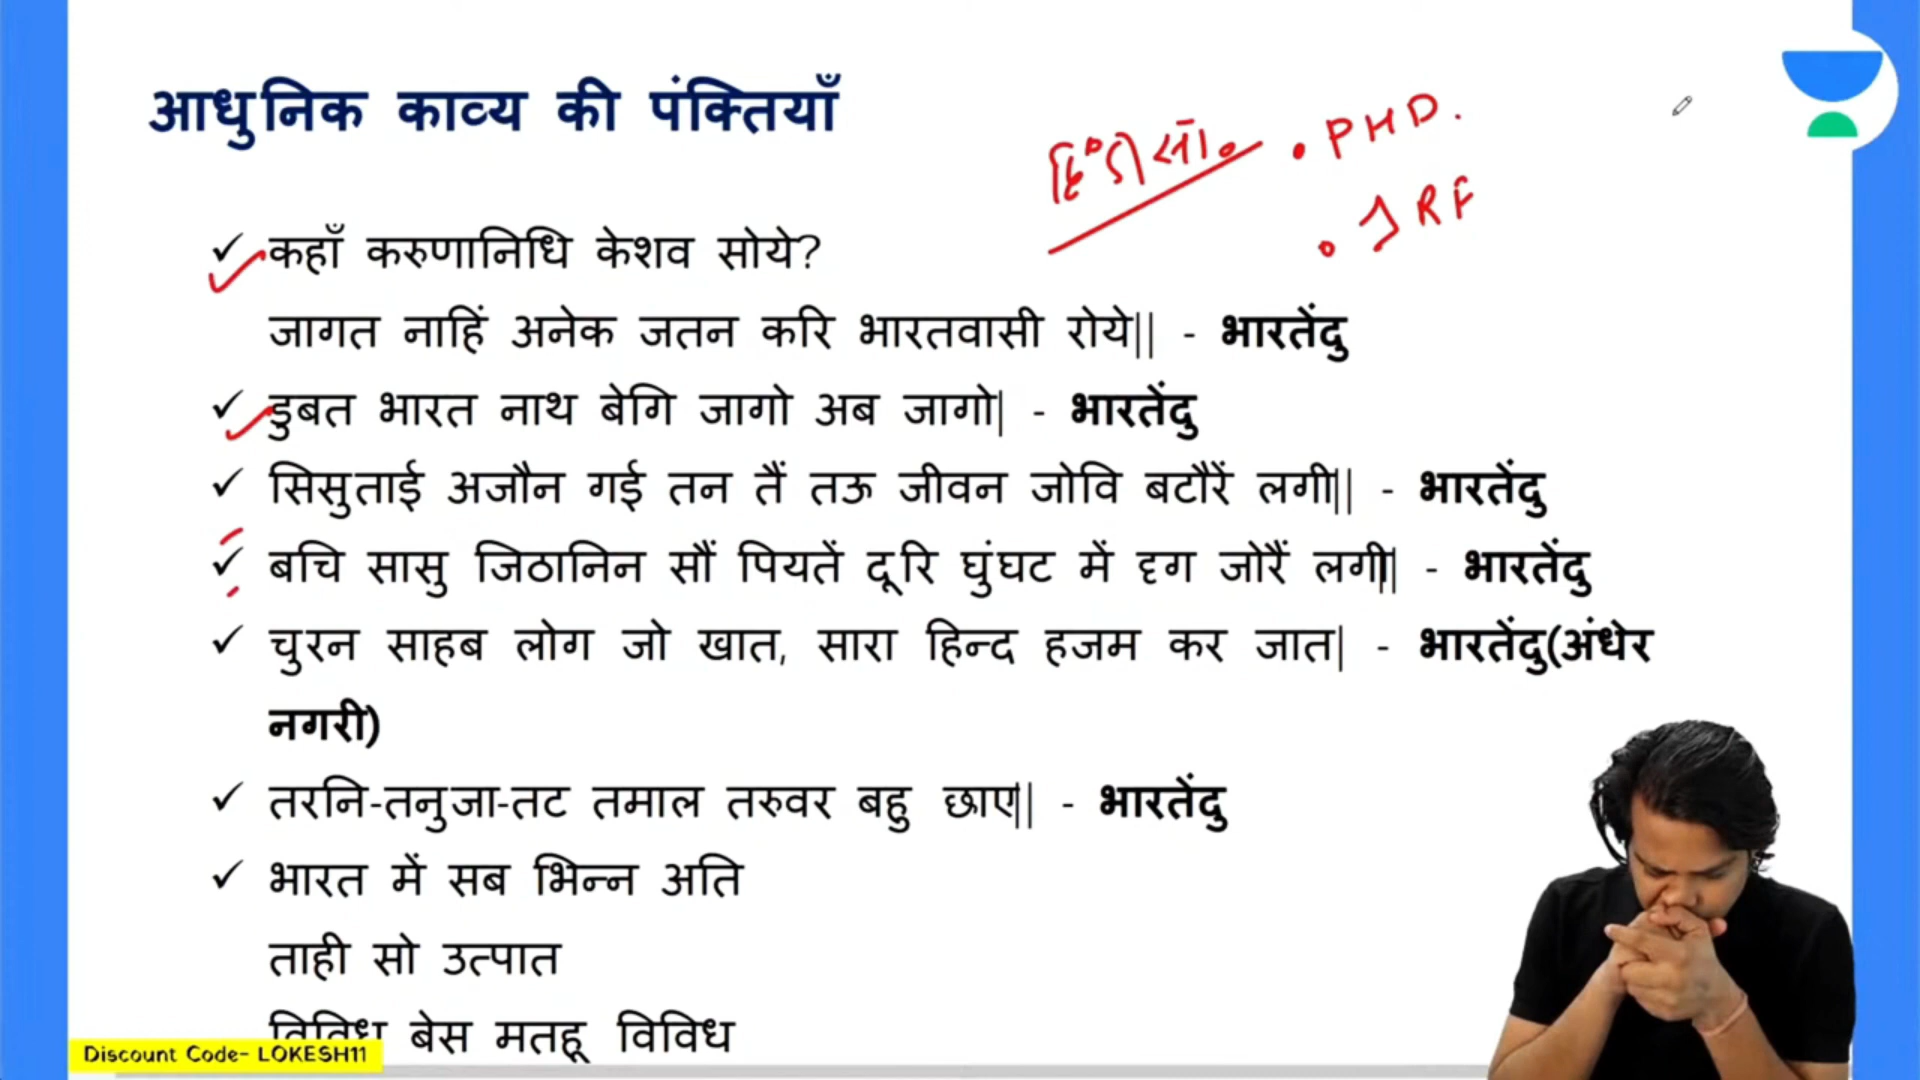 आधुनिक काव्य की पंक्तियाँ
हिंदी सा.
. PHD.
. JRF
✓ कहाँ करुणानिधि केशव सोये?
जागत नाहिं अनेक जतन करि भारतवासी रोये|| - भारतेंदु
✓ डुबत भारत नाथ बेगि जागो अब जागो| - भारतेंदु
✓ सिसुताई अजौन गई तन तैं तऊ जीवन जोवि बटौरैं लगी|| - भारतेंदु
✓ बचि सासु जिठानिन सौं पियतें दूरि घुंघट में दृग जोरैं लगी|| - भारतेंदु
✓ चुरन साहब लोग जो खात, सारा हिन्द हजम कर जात| - भारतेंदु(अंधेर
नगरी)
✓ तरनि-तनुजा-तट तमाल तरुवर बहु छाए|| - भारतेंदु
✓ भारत में सब भिन्न अति
ताही सो उत्पात
विविध बेस मतहू विविध
Discount Code- LOKESH11